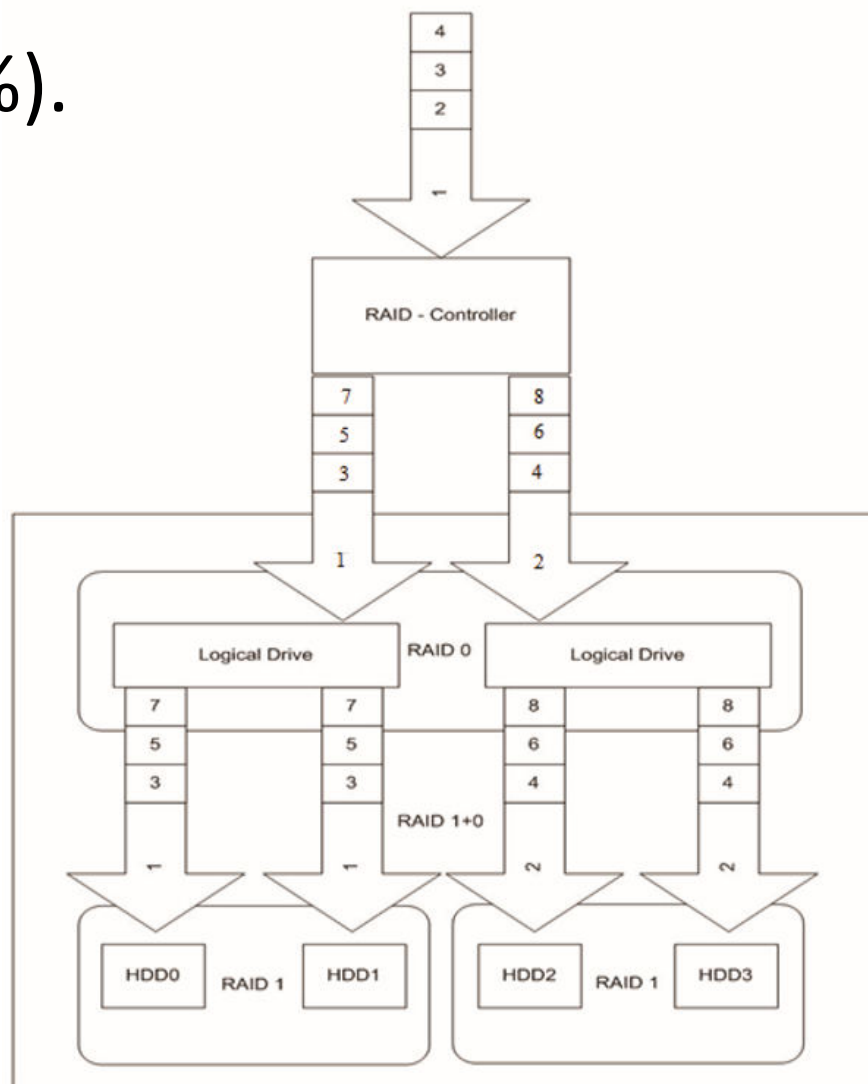 %).
4
3
2
1
RAID - Controller
7 8
5 6
3 4
1 2
Logical Drive RAID 0 Logical Drive
7 7 8 8
5 5 6 6
3 3 4 4
RAID 1+0
1 1 2 2
HDD0 RAID 1 HDD1 HDD2 RAID 1 HDD3